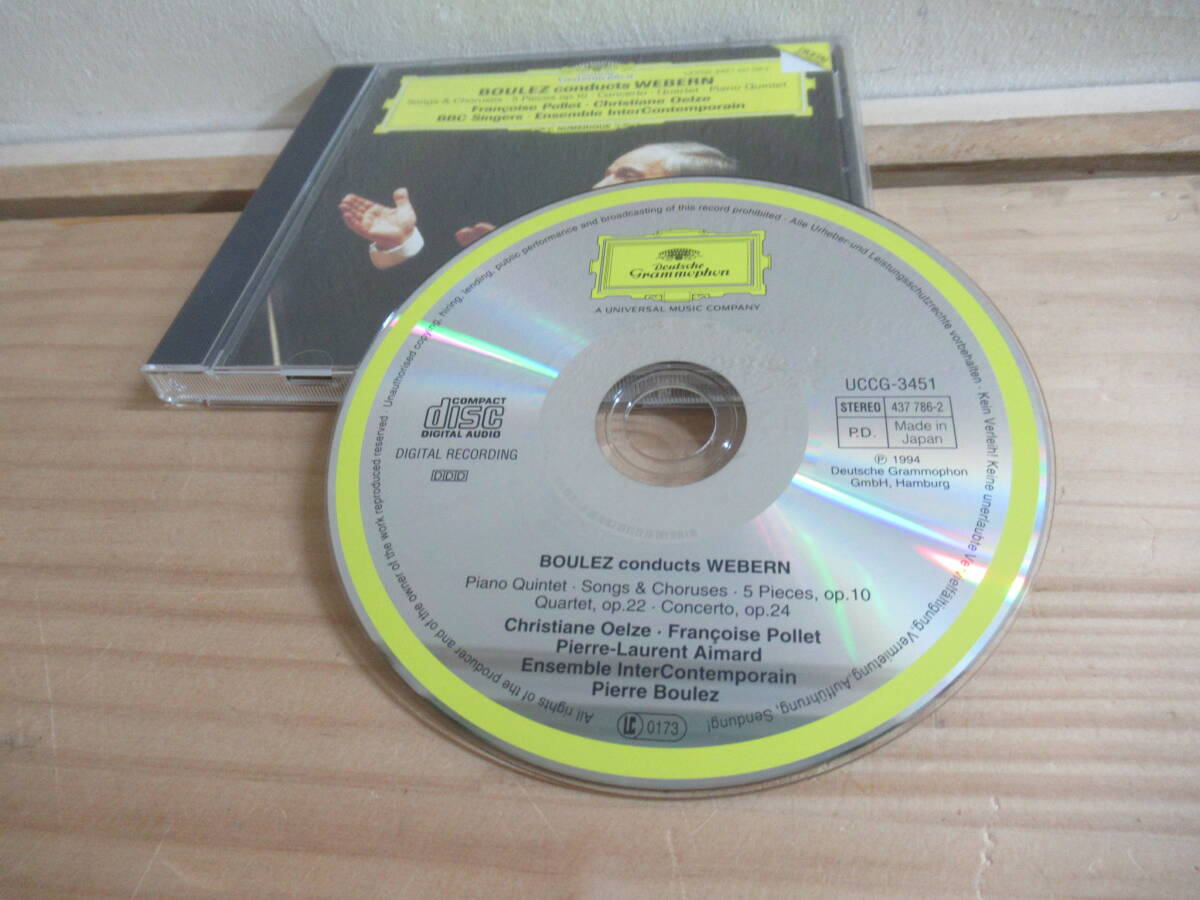 BOULEZ conducts WEBERN
Songs & Choruses · 5 Pieces op.10 · Concerto · Quartet · Piano Quintet
Françoise Pollet · Christiane Oelze
BBC Singers · Ensemble InterContemporain
NUMERIQUE
Deutsche
Grammophon
A UNIVERSAL MUSIC COMPANY
UCCG-3451
STEREO 437 786-2
P.D. Made in
Japan
℗ 1994
Deutsche Grammophon
GmbH, Hamburg
COMPACT
disc
DIGITAL AUDIO
DIGITAL RECORDING
DDD
BOULEZ conducts WEBERN
Piano Quintet · Songs & Choruses · 5 Pieces, op.10
Quartet, op.22 · Concerto, op.24
Christiane Oelze · Françoise Pollet
Pierre-Laurent Aimard
Ensemble InterContemporain
Pierre Boulez
LC 0173
All rights of the producer and of the owner of the work reproduced reserved · Unauthorised copying, hiring, lending, public performance and broadcasting of this record prohibited · Alle Urheber- und Leistungsschutzrechte vorbehalten · Kein Verleih! Keine unerlaubte Vervielfältigung, Vermietung, Aufführung, Sendung!